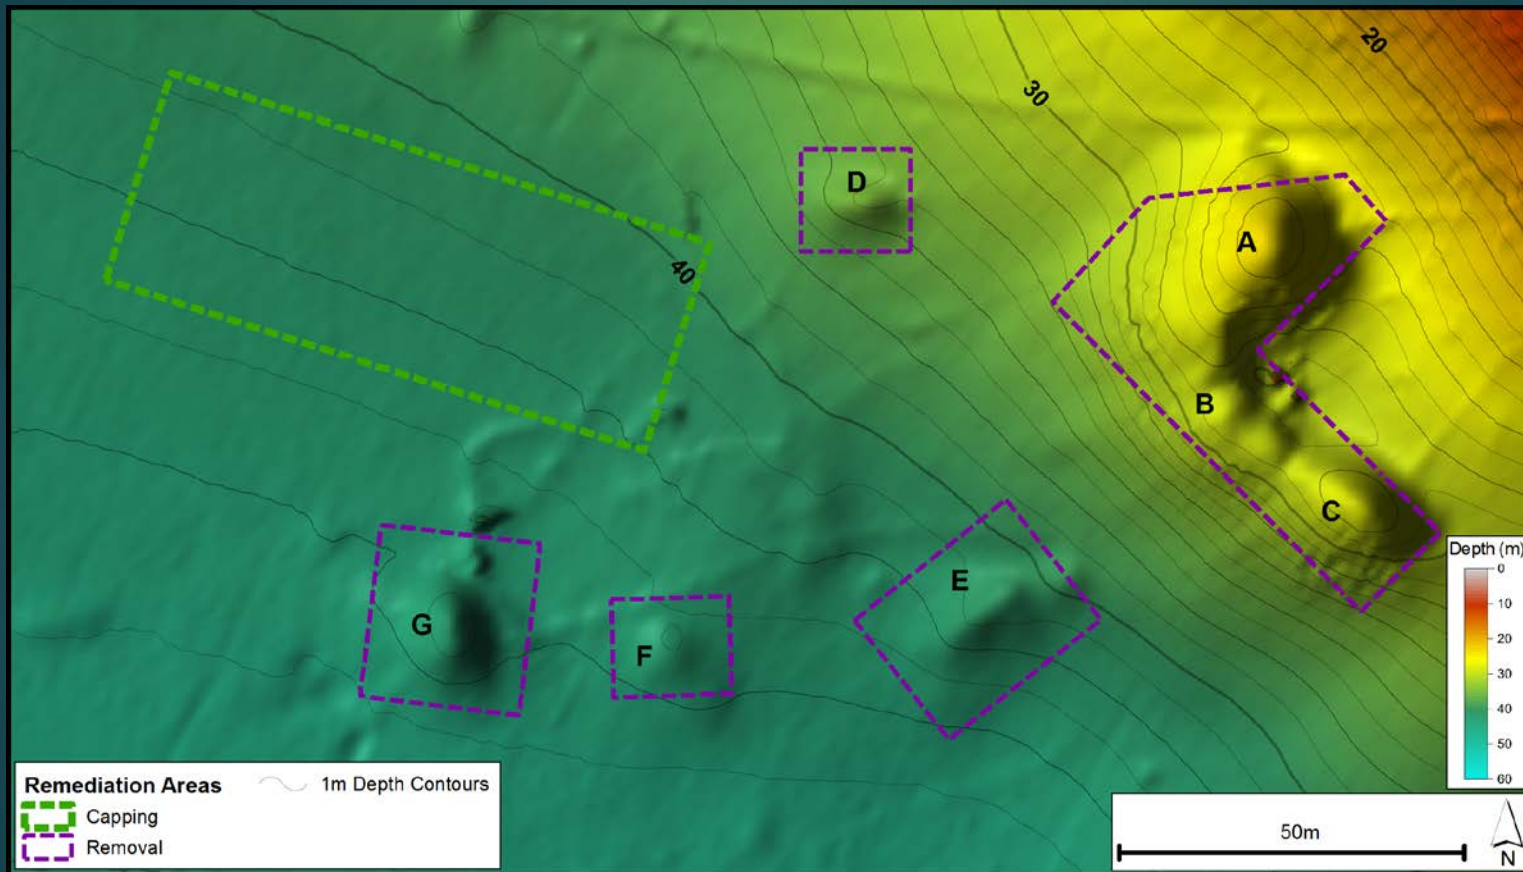 20
30
D
A
40
B
C
E
G
F
Depth (m)
0
10
20
30
40
50
60
Remediation Areas
1m Depth Contours
Capping
Removal
50m
N